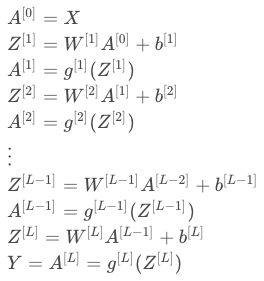 A^{[0]} = X
Z^{[1]} = W^{[1]}A^{[0]} + b^{[1]}
A^{[1]} = g^{[1]}(Z^{[1]})
Z^{[2]} = W^{[2]}A^{[1]} + b^{[2]}
A^{[2]} = g^{[2]}(Z^{[2]})
⋮
Z^{[L-1]} = W^{[L-1]}A^{[L-2]} + b^{[L-1]}
A^{[L-1]} = g^{[L-1]}(Z^{[L-1]})
Z^{[L]} = W^{[L]}A^{[L-1]} + b^{[L]}
Y = A^{[L]} = g^{[L]}(Z^{[L]})